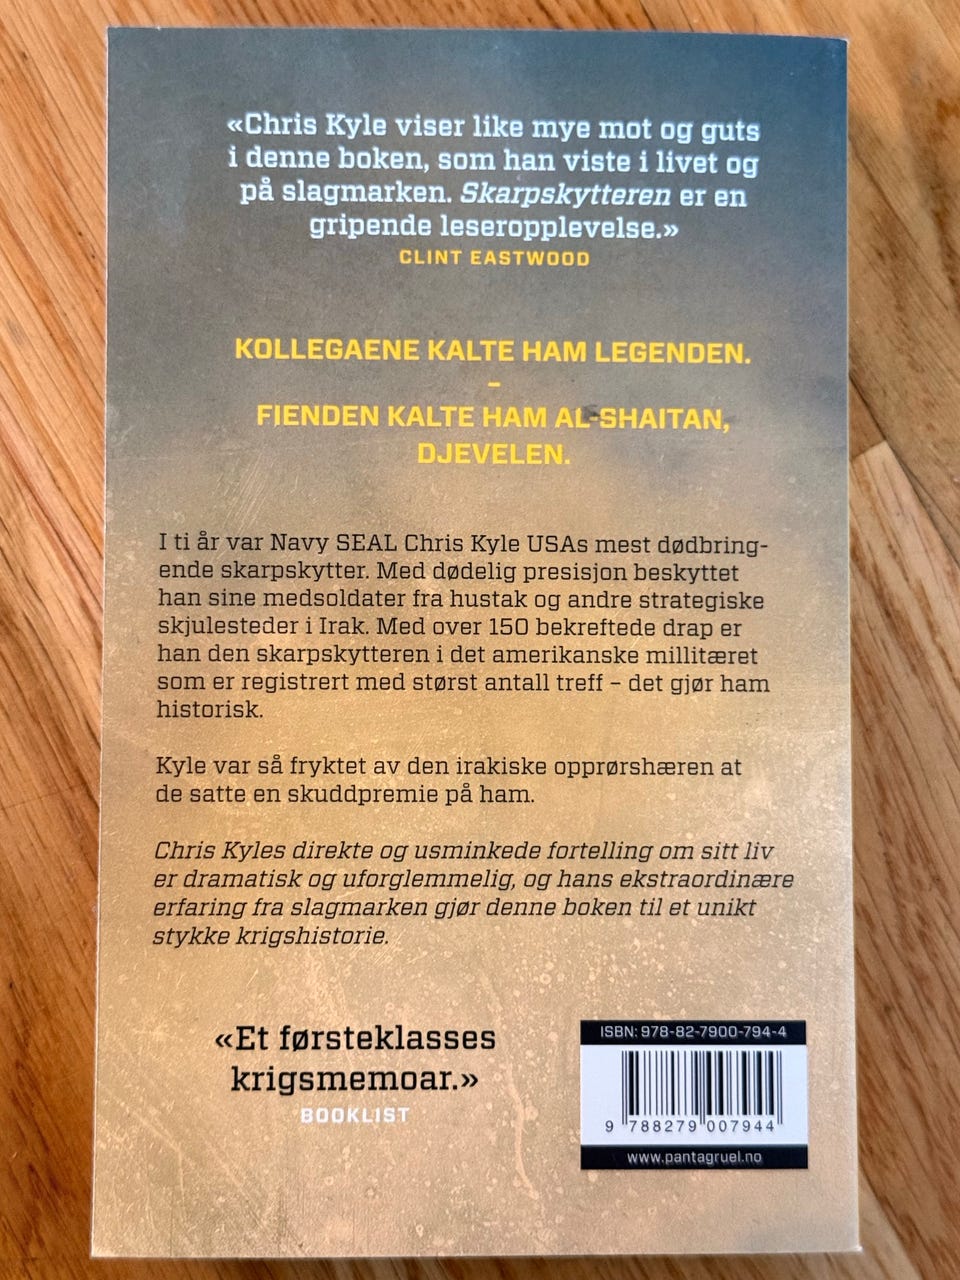 «Chris Kyle viser like mye mot og guts
i denne boken, som han viste i livet og
på slagmarken. Skarpskytteren er en
gripende leseropplevelse.»
CLINT EASTWOOD
KOLLEGAENE KALTE HAM LEGENDEN.
–
FIENDEN KALTE HAM AL-SHAITAN,
DJEVELEN.
I ti år var Navy SEAL Chris Kyle USAs mest dødbring-
ende skarpskytter. Med dødelig presisjon beskyttet
han sine medsoldater fra hustak og andre strategiske
skjulesteder i Irak. Med over 150 bekreftede drap er
han den skarpskytteren i det amerikanske millitæret
som er registrert med størst antall treff – det gjør ham
historisk.
Kyle var så fryktet av den irakiske opprørshæren at
de satte en skuddpremie på ham.
Chris Kyles direkte og usminkede fortelling om sitt liv
er dramatisk og uforglemmelig, og hans ekstraordinære
erfaring fra slagmarken gjør denne boken til et unikt
stykke krigshistorie.
«Et førsteklasses
krigsmemoar.»
BOOKLIST
ISBN: 978-82-7900-794-4
9 788279 007944
www.pantagruel.no